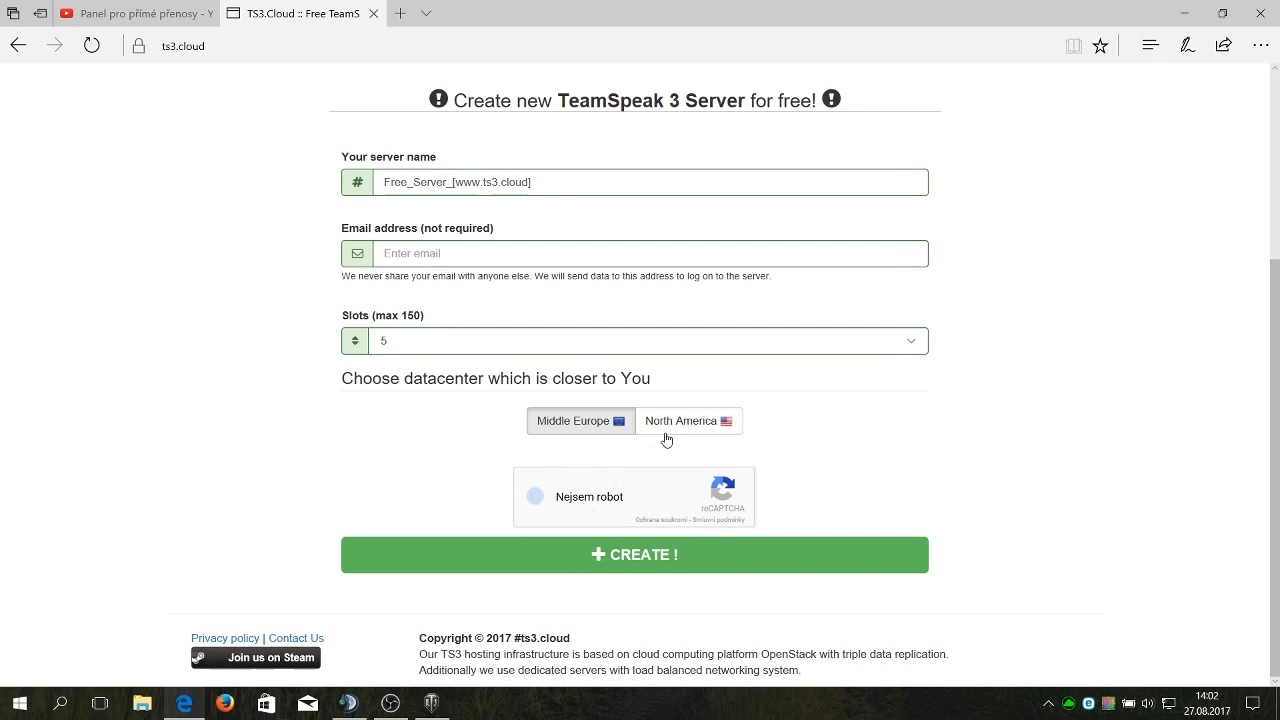 Panel pro přímé přenosy - Y
TS3.Cloud :: Free TeamS
ts3.cloud
Create new TeamSpeak 3 Server for free!
Your server name
Free_Server_[www.ts3.cloud]
Email address (not required)
Enter email
We never share your email with anyone else. We will send data to this address to log on to the server.
Slots (max 150)
5
Choose datacenter which is closer to You
Middle Europe
North America
Nejsem robot
reCAPTCHA
Ochrana soukromí - Smluvní podmínky
CREATE !
Privacy policy | Contact Us
Join us on Steam
Copyright © 2017 #ts3.cloud
Our TS3 hosting infrastructure is based on cloud computing platform OpenStack with triple data replication.
Additionally we use dedicated servers with load balanced networking system.
14:02
27.08.2017